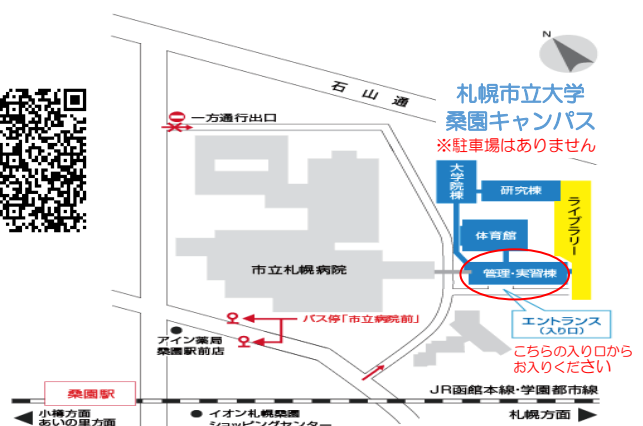 N
石山通
札幌市立大学
桑園キャンパス
※駐車場はありません
一方通行出口
大学院棟
研究棟
ライブラリー
体育館
市立札幌病院
管理・実習棟
エントランス
(入り口)
こちらの入り口から
お入りください
バス停「市立病院前」
アイン薬局
桑園駅前店
JR函館本線・学園都市線
桑園駅
小樽方面
あいの里方面
イオン札幌桑園
ショッピングセンター
札幌方面